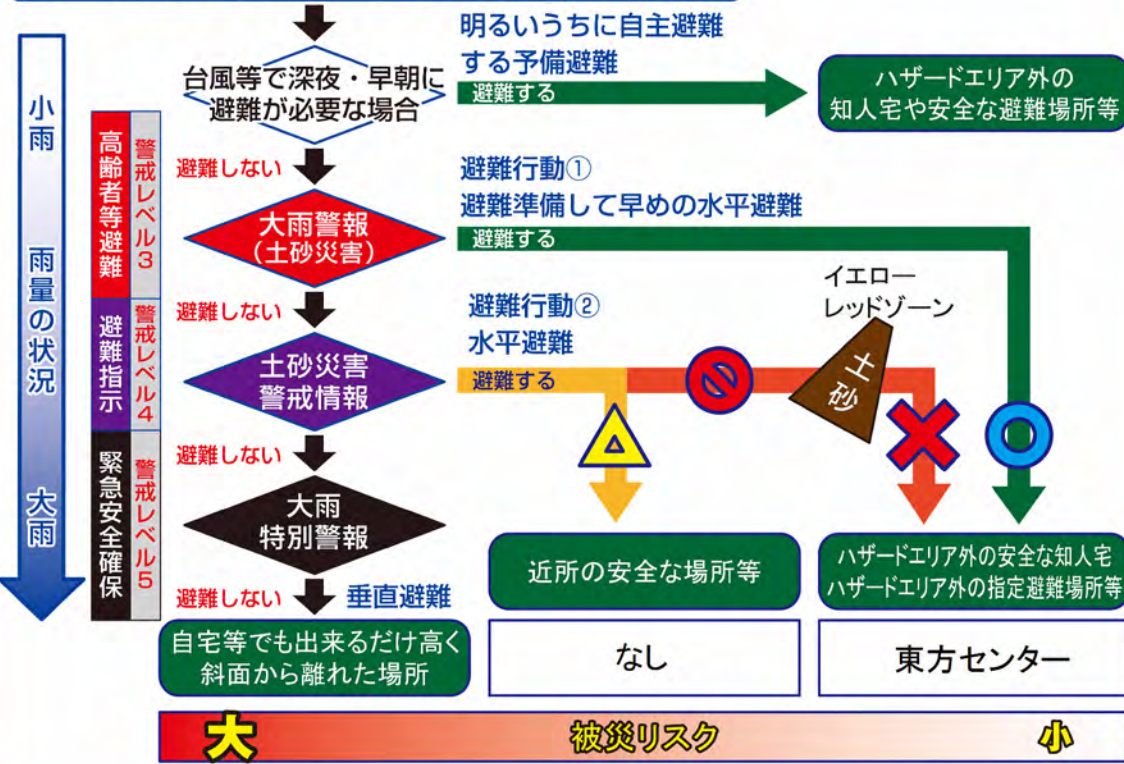 明るいうちに自主避難
する予備避難
避難する
台風等で深夜・早朝に
避難が必要な場合
ハザードエリア外の
知人宅や安全な避難場所等
小雨
雨量の状況
大雨
高齢者等避難
警戒レベル3
避難しない
避難行動①
避難準備して早めの水平避難
避難する
大雨警報
(土砂災害)
避難指示
警戒レベル4
避難しない
避難行動②
水平避難
避難する
土砂災害
警戒情報
イエロー
レッドゾーン
土砂
緊急安全確保
警戒レベル5
避難しない
大雨
特別警報
避難しない
垂直避難
自宅等でも出来るだけ高く
斜面から離れた場所
近所の安全な場所等
なし
ハザードエリア外の安全な知人宅
ハザードエリア外の指定避難場所等
東方センター
大
被災リスク
小